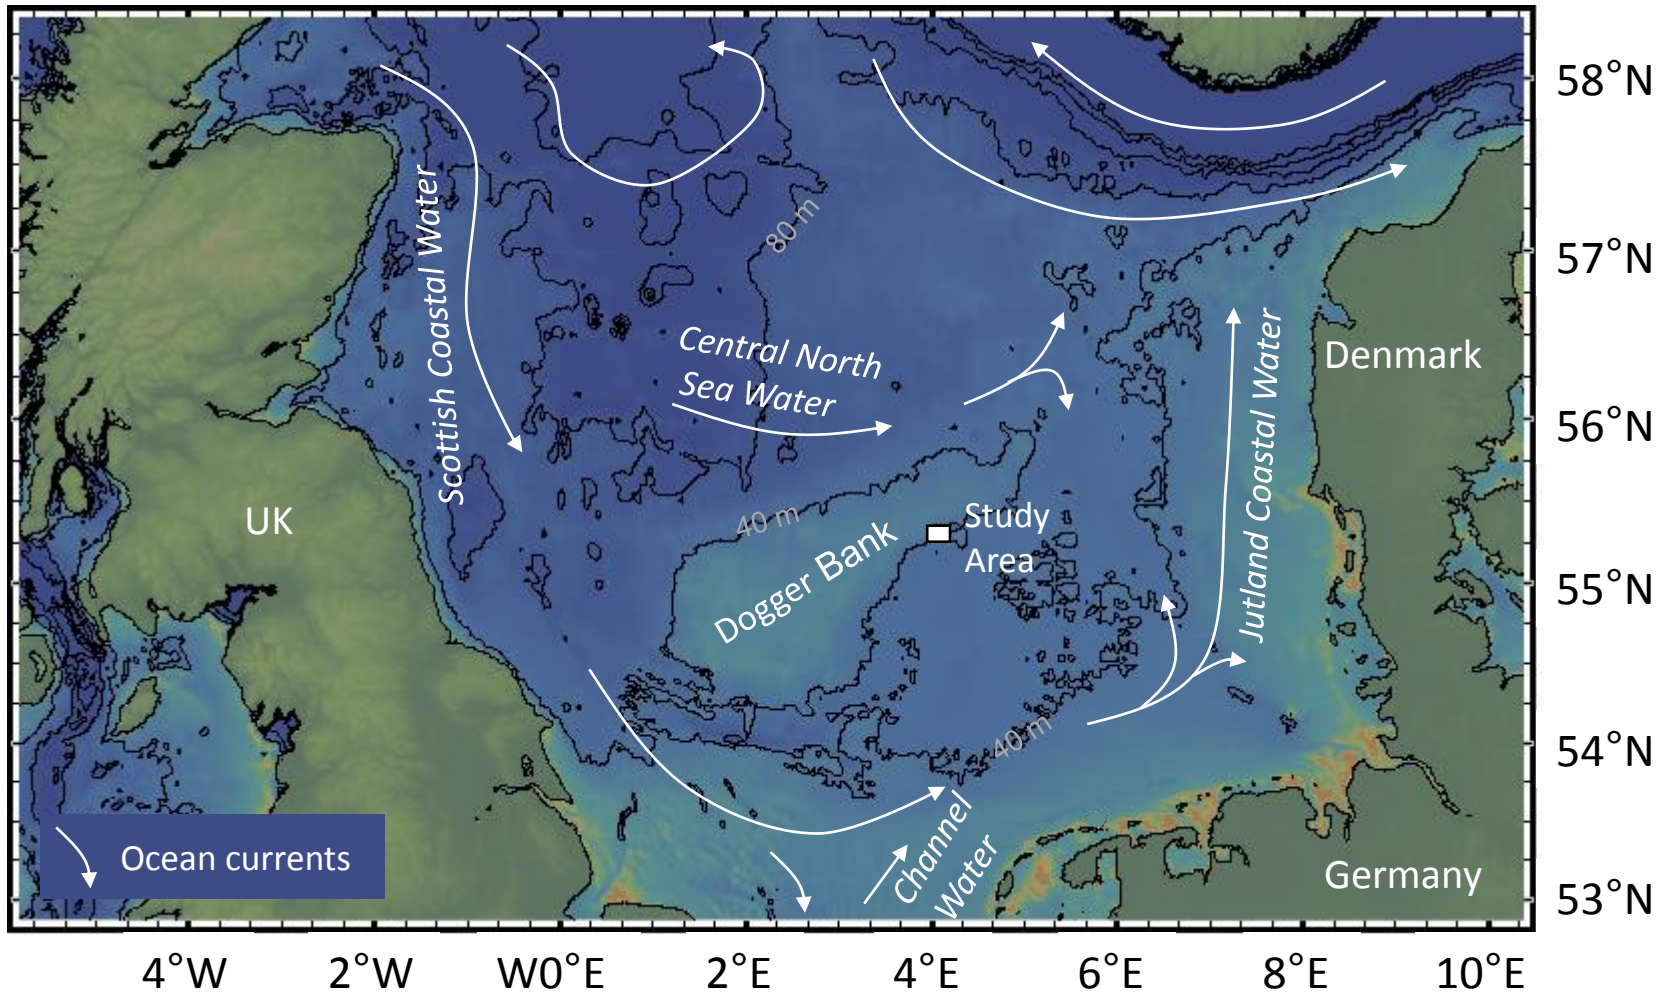 58°N
57°N
56°N
55°N
54°N
53°N
80 m
Scottish Coastal Water
Central North
Sea Water
Denmark
Jutland Coastal Water
UK
40 m
Dogger Bank
Study
Area
40 m
Channel
Water
Germany
Ocean currents
4°W
2°W
W0°E
2°E
4°E
6°E
8°E
10°E